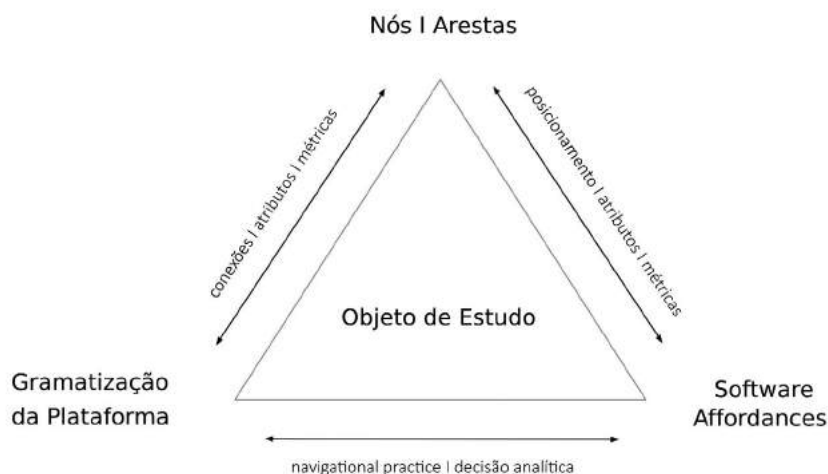 Nós I Arestas
conexões I atributos I métricas
posicionamento I atributos I métricas
Objeto de Estudo
Gramatização
da Plataforma
Software
Affordances
navigational practice I decisão analítica